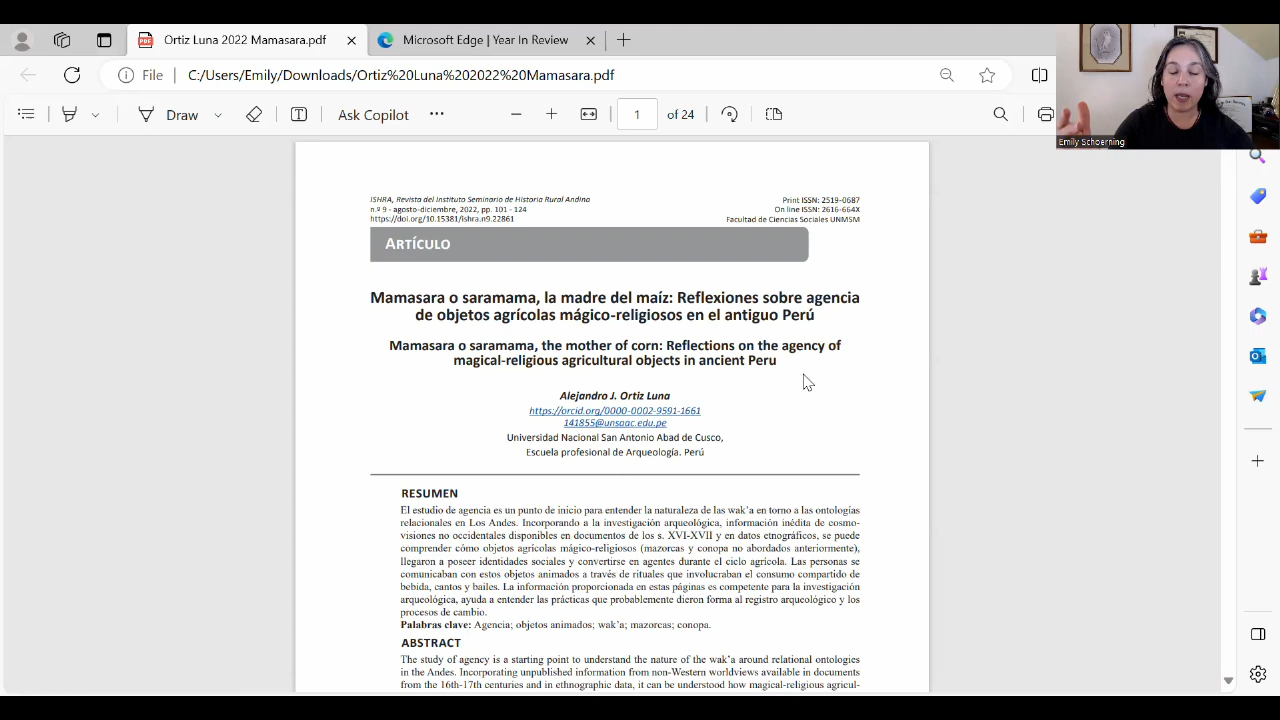 Ortiz Luna 2022 Mamasara.pdf
Microsoft Edge | Year In Review
File
C:/Users/Emily/Downloads/Ortiz%20Luna%202022%20Mamasara.pdf
Draw
Ask Copilot
1
of 24
Emily Schoerning
ISHRA, Revista del Instituto Seminario de Historia Rural Andina
n.º 9 - agosto-diciembre, 2022, pp. 101 - 124
https://doi.org/10.15381/ishra.n9.22861
Print ISSN: 2519-0687
On line ISSN: 2616-664X
Facultad de Ciencias Sociales UNMSM
ARTÍCULO
Mamasara o saramama, la madre del maíz: Reflexiones sobre agencia
de objetos agrícolas mágico-religiosos en el antiguo Perú
Mamasara o saramama, the mother of corn: Reflections on the agency of
magical-religious agricultural objects in ancient Peru
Alejandro J. Ortiz Luna
https://orcid.org/0000-0002-9591-1661
141855@unsaac.edu.pe
Universidad Nacional San Antonio Abad de Cusco,
Escuela profesional de Arqueología. Perú
RESUMEN
El estudio de agencia es un punto de inicio para entender la naturaleza de las wak'a en torno a las ontologías
relacionales en Los Andes. Incorporando a la investigación arqueológica, información inédita de cosmo-
visiones no occidentales disponibles en documentos de los s. XVI-XVII y en datos etnográficos, se puede
comprender cómo objetos agrícolas mágico-religiosos (mazorcas y conopa no abordados anteriormente),
llegaron a poseer identidades sociales y convertirse en agentes durante el ciclo agrícola. Las personas se
comunicaban con estos objetos animados a través de rituales que involucraban el consumo compartido de
bebida, cantos y bailes. La información proporcionada en estas páginas es competente para la investigación
arqueológica, ayuda a entender las prácticas que probablemente dieron forma al registro arqueológico y los
procesos de cambio.
Palabras clave: Agencia; objetos animados; wak'a; mazorcas; conopa.
ABSTRACT
The study of agency is a starting point to understand the nature of the wak'a around relational ontologies
in the Andes. Incorporating unpublished information from non-Western worldviews available in documents
from the 16th-17th centuries and in ethnographic data, it can be understood how magical-religious agricul-